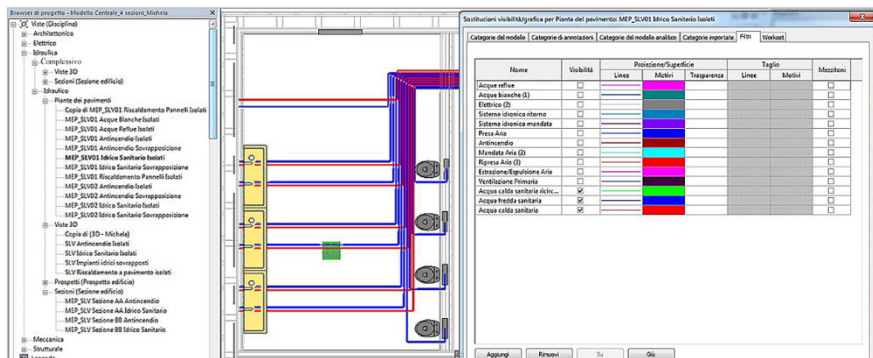 Browser di progetto - Modello Centrale_4 sezioni_Michela
Viste (Disciplina)
Architettonico
Elettrico
Idraulica
Complessivo
Viste 3D
Sezioni (Sezione edificio)
Idraulico
Piante dei pavimenti
Copia di MEP_SLV01 Riscaldamento Pannelli Isolati
MEP_SLV01 Acque Bianche Isolati
MEP_SLV01 Acque Reflue Isolati
MEP_SLV01 Antincendio Isolati
MEP_SLV01 Antincendio Sovrapposizione
MEP_SLV01 Idrico Sanitario Isolati
MEP_SLV01 Idrico Sanitario Sovrapposizione
MEP_SLV01 Riscaldamento Pannelli Isolati
MEP_SLV02 Antincendio Isolati
MEP_SLV02 Antincendio Sovrapposizione
MEP_SLV02 Idrico Sanitario Isolati
MEP_SLV02 Idrico Sanitario Sovrapposizione
Viste 3D
Copia di {3D - Michela}
SLV Antincendio Isolati
SLV Idrico Sanitario Isolati
SLV Impianti idrici sovrapposti
SLV Riscaldamento a pavimento isolati
Prospetti (Prospetto edificio)
Sezioni (Sezione edificio)
MEP_SLV Sezione AA Antincendio
MEP_SLV Sezione AA Idrico Sanitario
MEP_SLV Sezione BB Antincendio
MEP_SLV Sezione BB Idrico Sanitario
Meccanica
Strutturale
Sostituzioni visibilità/grafica per Pianta del pavimento: MEP_SLV01 Idrico Sanitario Isolati
Categorie del modello Categorie di annotazioni Categorie del modello analitico Categorie importate Filtri Workset
Nome Visibilità Proiezione/Superficie Taglio Mezzitoni
Linee Motivi Trasparenza Linee Motivi
Acque reflue
Acque bianche (1)
Elettrico (2)
Sistema idronico ritorno
Sistema idronico mandata
Presa Aria
Antincendio
Mandata Aria (2)
Ripresa Aria (3)
Estrazione/Espulsione Aria
Ventilazione Primaria
Acqua calda sanitaria ricirc...
Acqua fredda sanitaria
Acqua calda sanitaria
Aggiungi Rimuovi Su Giù